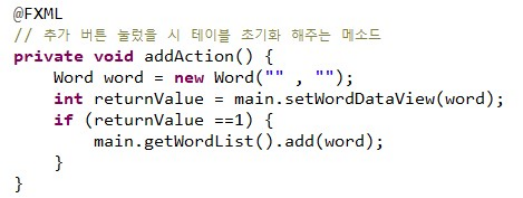 @FXML
// 추가 버튼 눌렀을 시 테이블 초기화 해주는 메소드
private void addAction() {
    Word word = new Word("" , "");
    int returnValue = main.setWordDataView(word);
    if (returnValue ==1) {
        main.getWordList().add(word);
    }
}